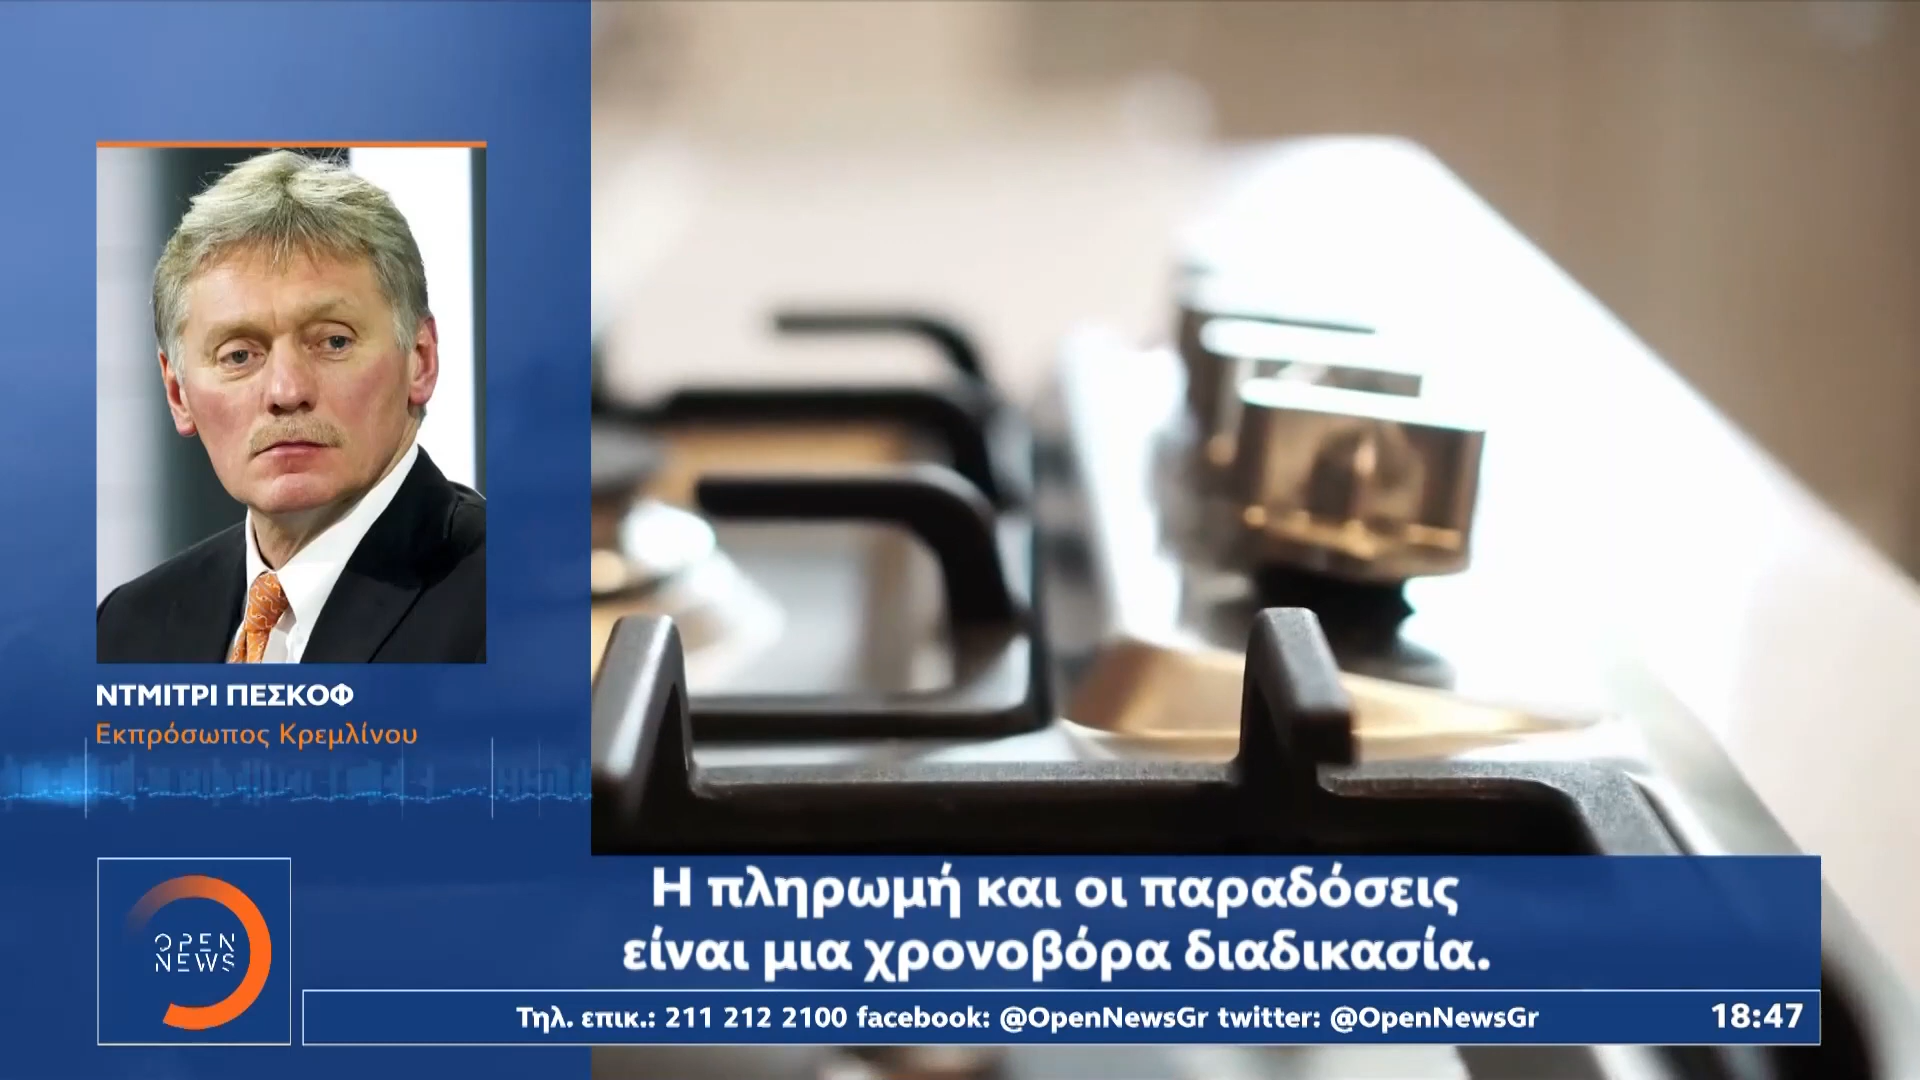 ΝΤΜΙΤΡΙ ΠΕΣΚΟΦ
Εκπρόσωπος Κρεμλίνου
OPEN
NEWS
Η πληρωμή και οι παραδόσεις
είναι μια χρονοβόρα διαδικασία.
Τηλ. επικ.: 211 212 2100 facebook: @OpenNewsGr twitter: @OpenNewsGr
18:47